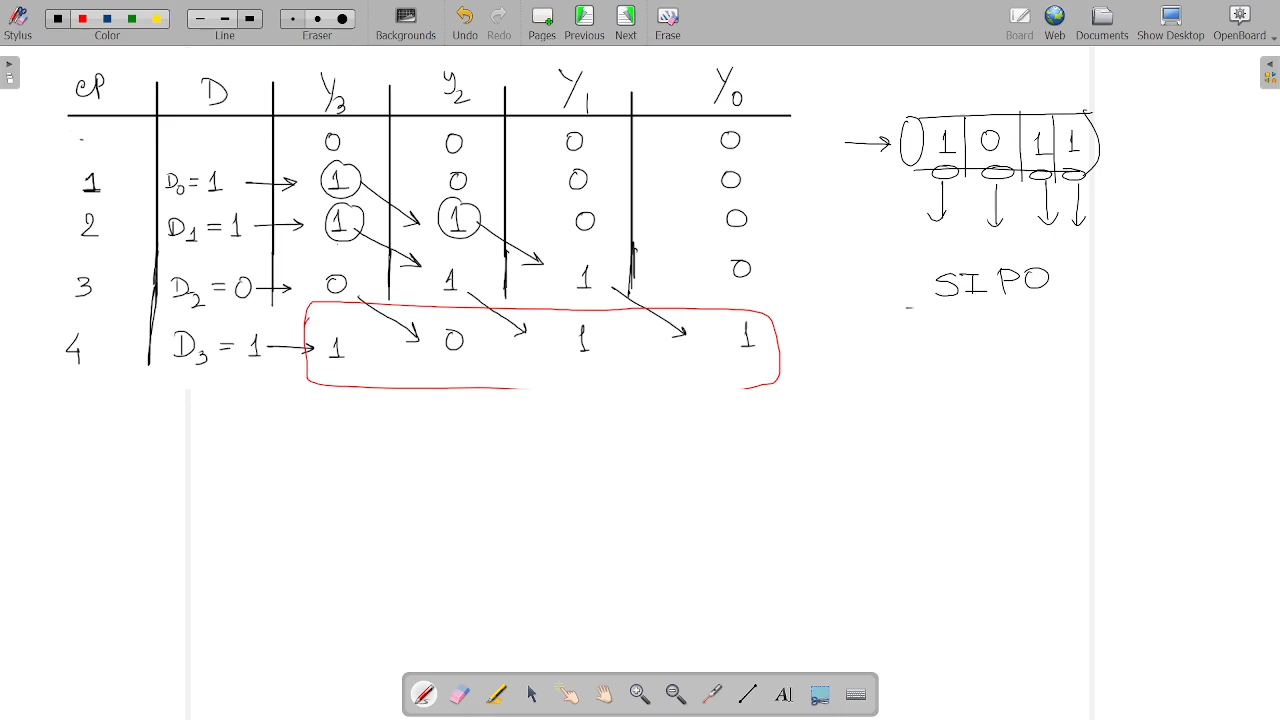 Stylus Color Line Eraser Backgrounds Undo Redo Pages Previous Next Erase Board Web Documents Show Desktop OpenBoard
CP D Y3 Y2 Y1 Y0
0 0 0 0
1 D0=1 → 1 0 0 0
2 D1=1 → 1 1 0 0
3 D2=0 → 0 1 1 0
4 D3=1 → 1 0 1 1
→ 1 0 1 1
SIPO
AI